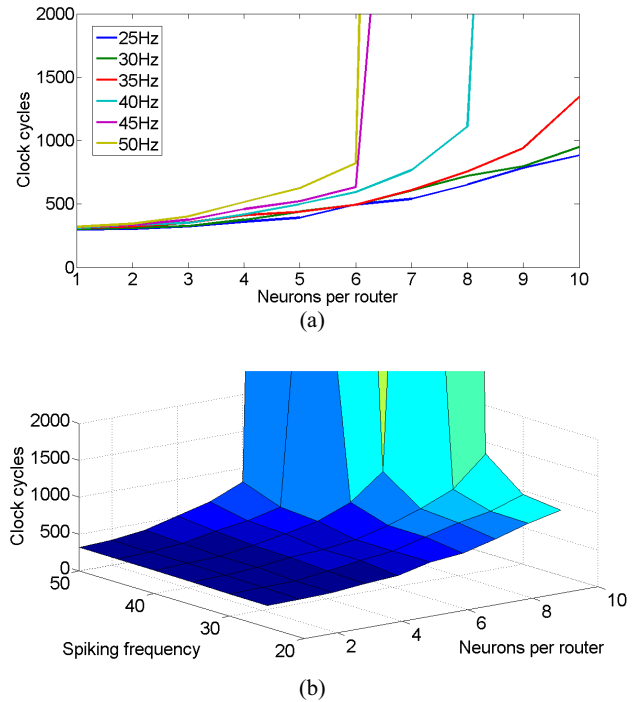 2000
1500
1000
500
0
Clock cycles
25Hz
30Hz
35Hz
40Hz
45Hz
50Hz
1 2 3 4 5 6 7 8 9 10
Neurons per router
(a)
2000
1500
1000
500
0
Clock cycles
50
40
30
20
Spiking frequency
2 4 6 8 10
Neurons per router
(b)